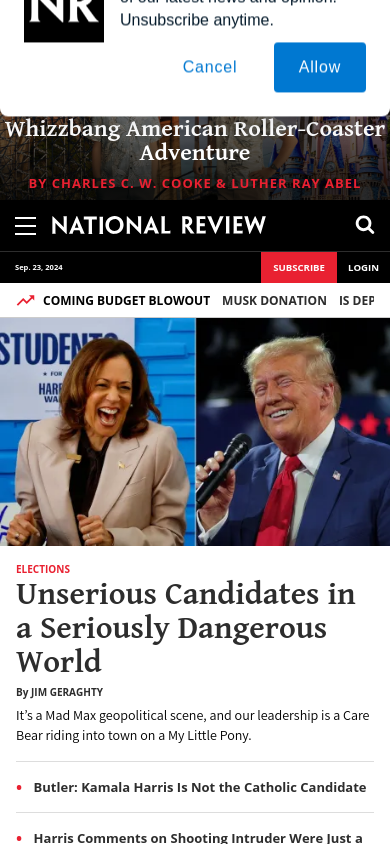 of our latest news and opinion.
Unsubscribe anytime.
NR
Cancel
Allow
Whizzbang American Roller-Coaster
Adventure
BY CHARLES C. W. COOKE & LUTHER RAY ABEL
NATIONAL REVIEW
Sep. 23, 2024
SUBSCRIBE
LOGIN
COMING BUDGET BLOWOUT
MUSK DONATION
IS DEP
STUDENTS
FOR
HARR
WA
ELECTIONS
Unserious Candidates in
a Seriously Dangerous
World
By JIM GERAGHTY
It’s a Mad Max geopolitical scene, and our leadership is a Care
Bear riding into town on a My Little Pony.
• Butler: Kamala Harris Is Not the Catholic Candidate
• Harris Comments on Shooting Intruder Were Just a